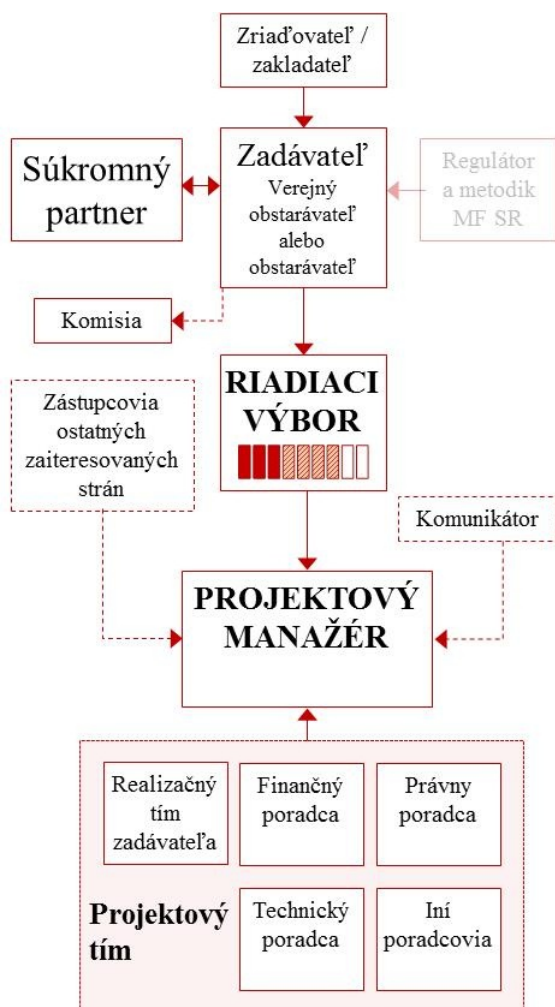 Zriaďovateľ /
zakladateľ
Súkromný
partner
Zadávateľ
Verejný
obstarávateľ
alebo
obstarávateľ
Regulátor
a metodik
MF SR
Komisia
RIADIACI
VÝBOR
Zástupcovia
ostatných
zaiteresovaných
strán
Komunikátor
PROJEKTOVÝ
MANAŽÉR
Realizačný
tím
zadávateľa
Finančný
poradca
Právny
poradca
Projektový
tím
Technický
poradca
Iní
poradcovia